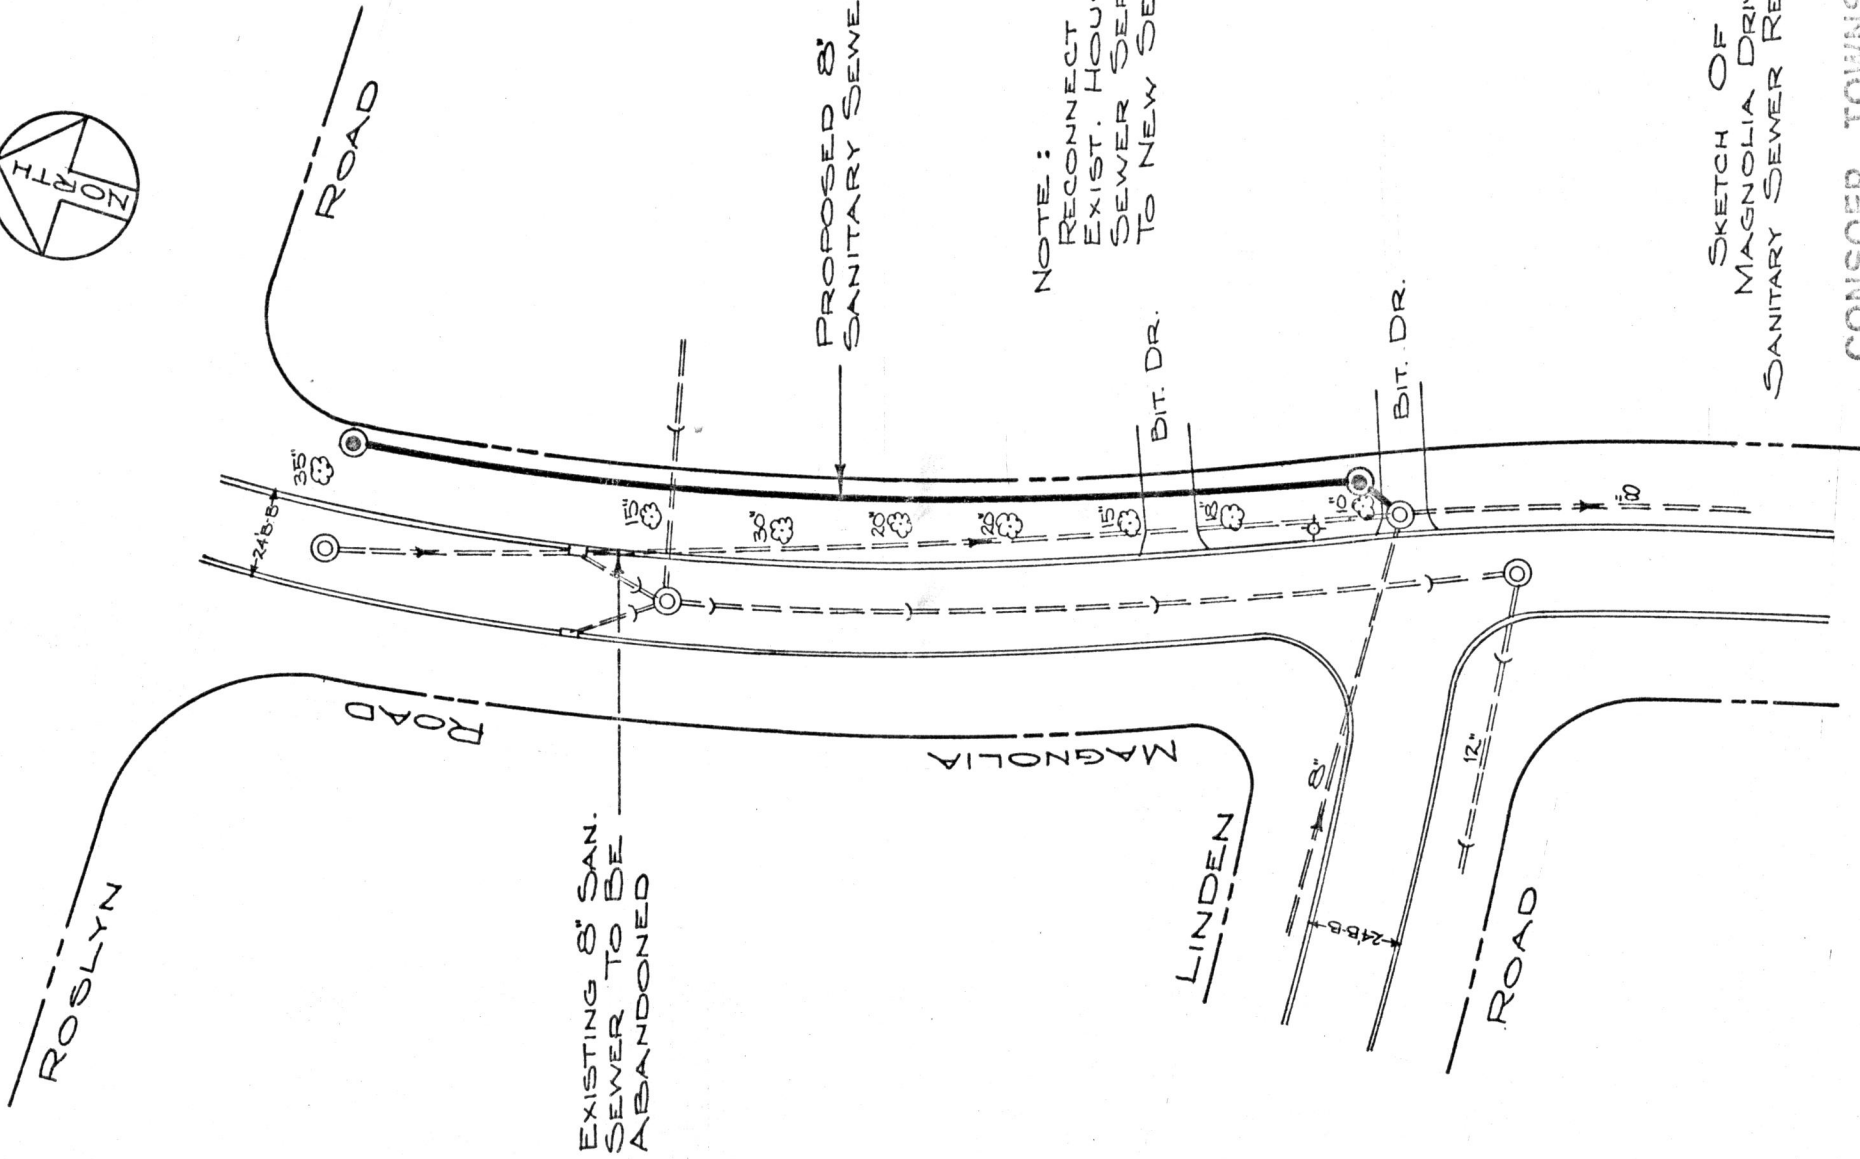 NORTH
ROAD
PROPOSED 8"
SANITARY SEWE
NOTE:
RECONNECT
EXIST. HOU
SEWER SER
TO NEW SE
SKETCH OF
MAGNOLIA DRI
SANITARY SEWER RE
CONSOER TOWNS
35"
24'B-B
15"
30"
20"
20"
15"
18"
BIT. DR.
BIT. DR.
8"
ROAD
MAGNOLIA
ROSLYN
EXISTING 8" SAN.
SEWER TO BE
ABANDONED
LINDEN
8"
24'B-B
12"
ROAD